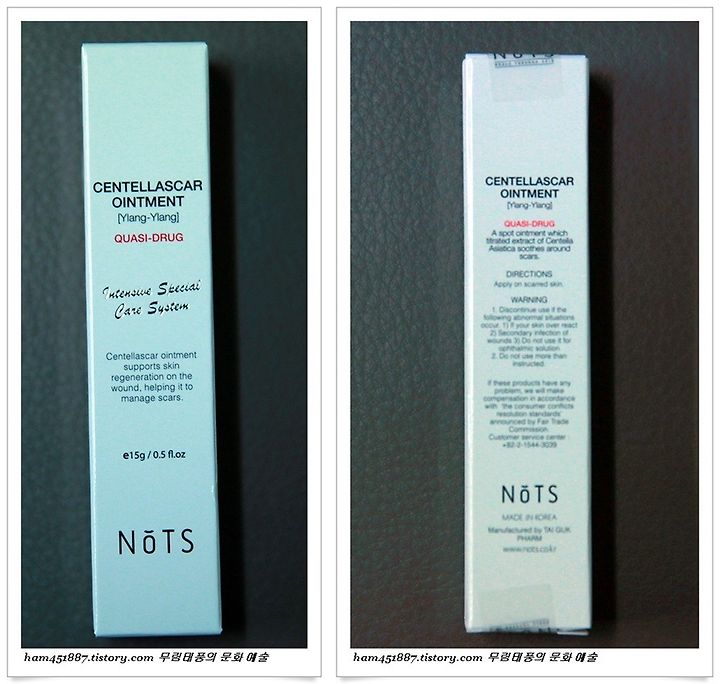 CENTELLASCAR
OINTMENT
[Ylang-Ylang]
QUASI-DRUG
Intensive Special
Care System
Centellascar ointment
supports skin
regeneration on the
wound, helping it to
manage scars.
e15g / 0.5 fl.oz
NōTS
ham451887.tistory.com 무림태풍의 문화 예술
NōTS
CENTELLASCAR
OINTMENT
[Ylang-Ylang]
QUASI-DRUG
A spot ointment which
titrated extract of Centella
Asiatica soothes around
scars.
DIRECTIONS
Apply on scarred skin.
WARNING
1. Discontinue use if the
following abnormal situations
occur. 1) If your skin over react
2) Secondary infection of
wounds 3) Do not use it for
ophthalmic solution.
2. Do not use more than
instructed.
If these products have any
problem, we will make
compensation in accordance
with 'the consumer conflicts
resolution standards'
announced by Fair Trade
Commission.
Customer service center :
+82-2-1544-3039
NōTS
MADE IN KOREA
Manufactured by TAI GUK
PHARM
www.nots.co.kr
ham451887.tistory.com 무림태풍의 문화 예술